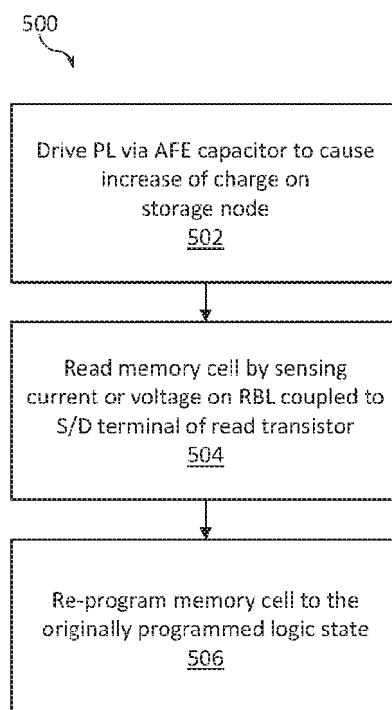 500
Drive PL via AFE capacitor to cause
increase of charge on
storage node
502
Read memory cell by sensing
current or voltage on RBL coupled to
S/D terminal of read transistor
504
Re-program memory cell to the
originally programmed logic state
506